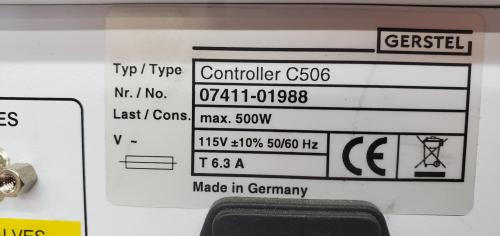 GERSTEL
Typ / Type Controller C506
Nr. / No. 07411-01988
Last / Cons. max. 500W
V ~ 115V ±10% 50/60 Hz
T 6.3 A
CE
Made in Germany